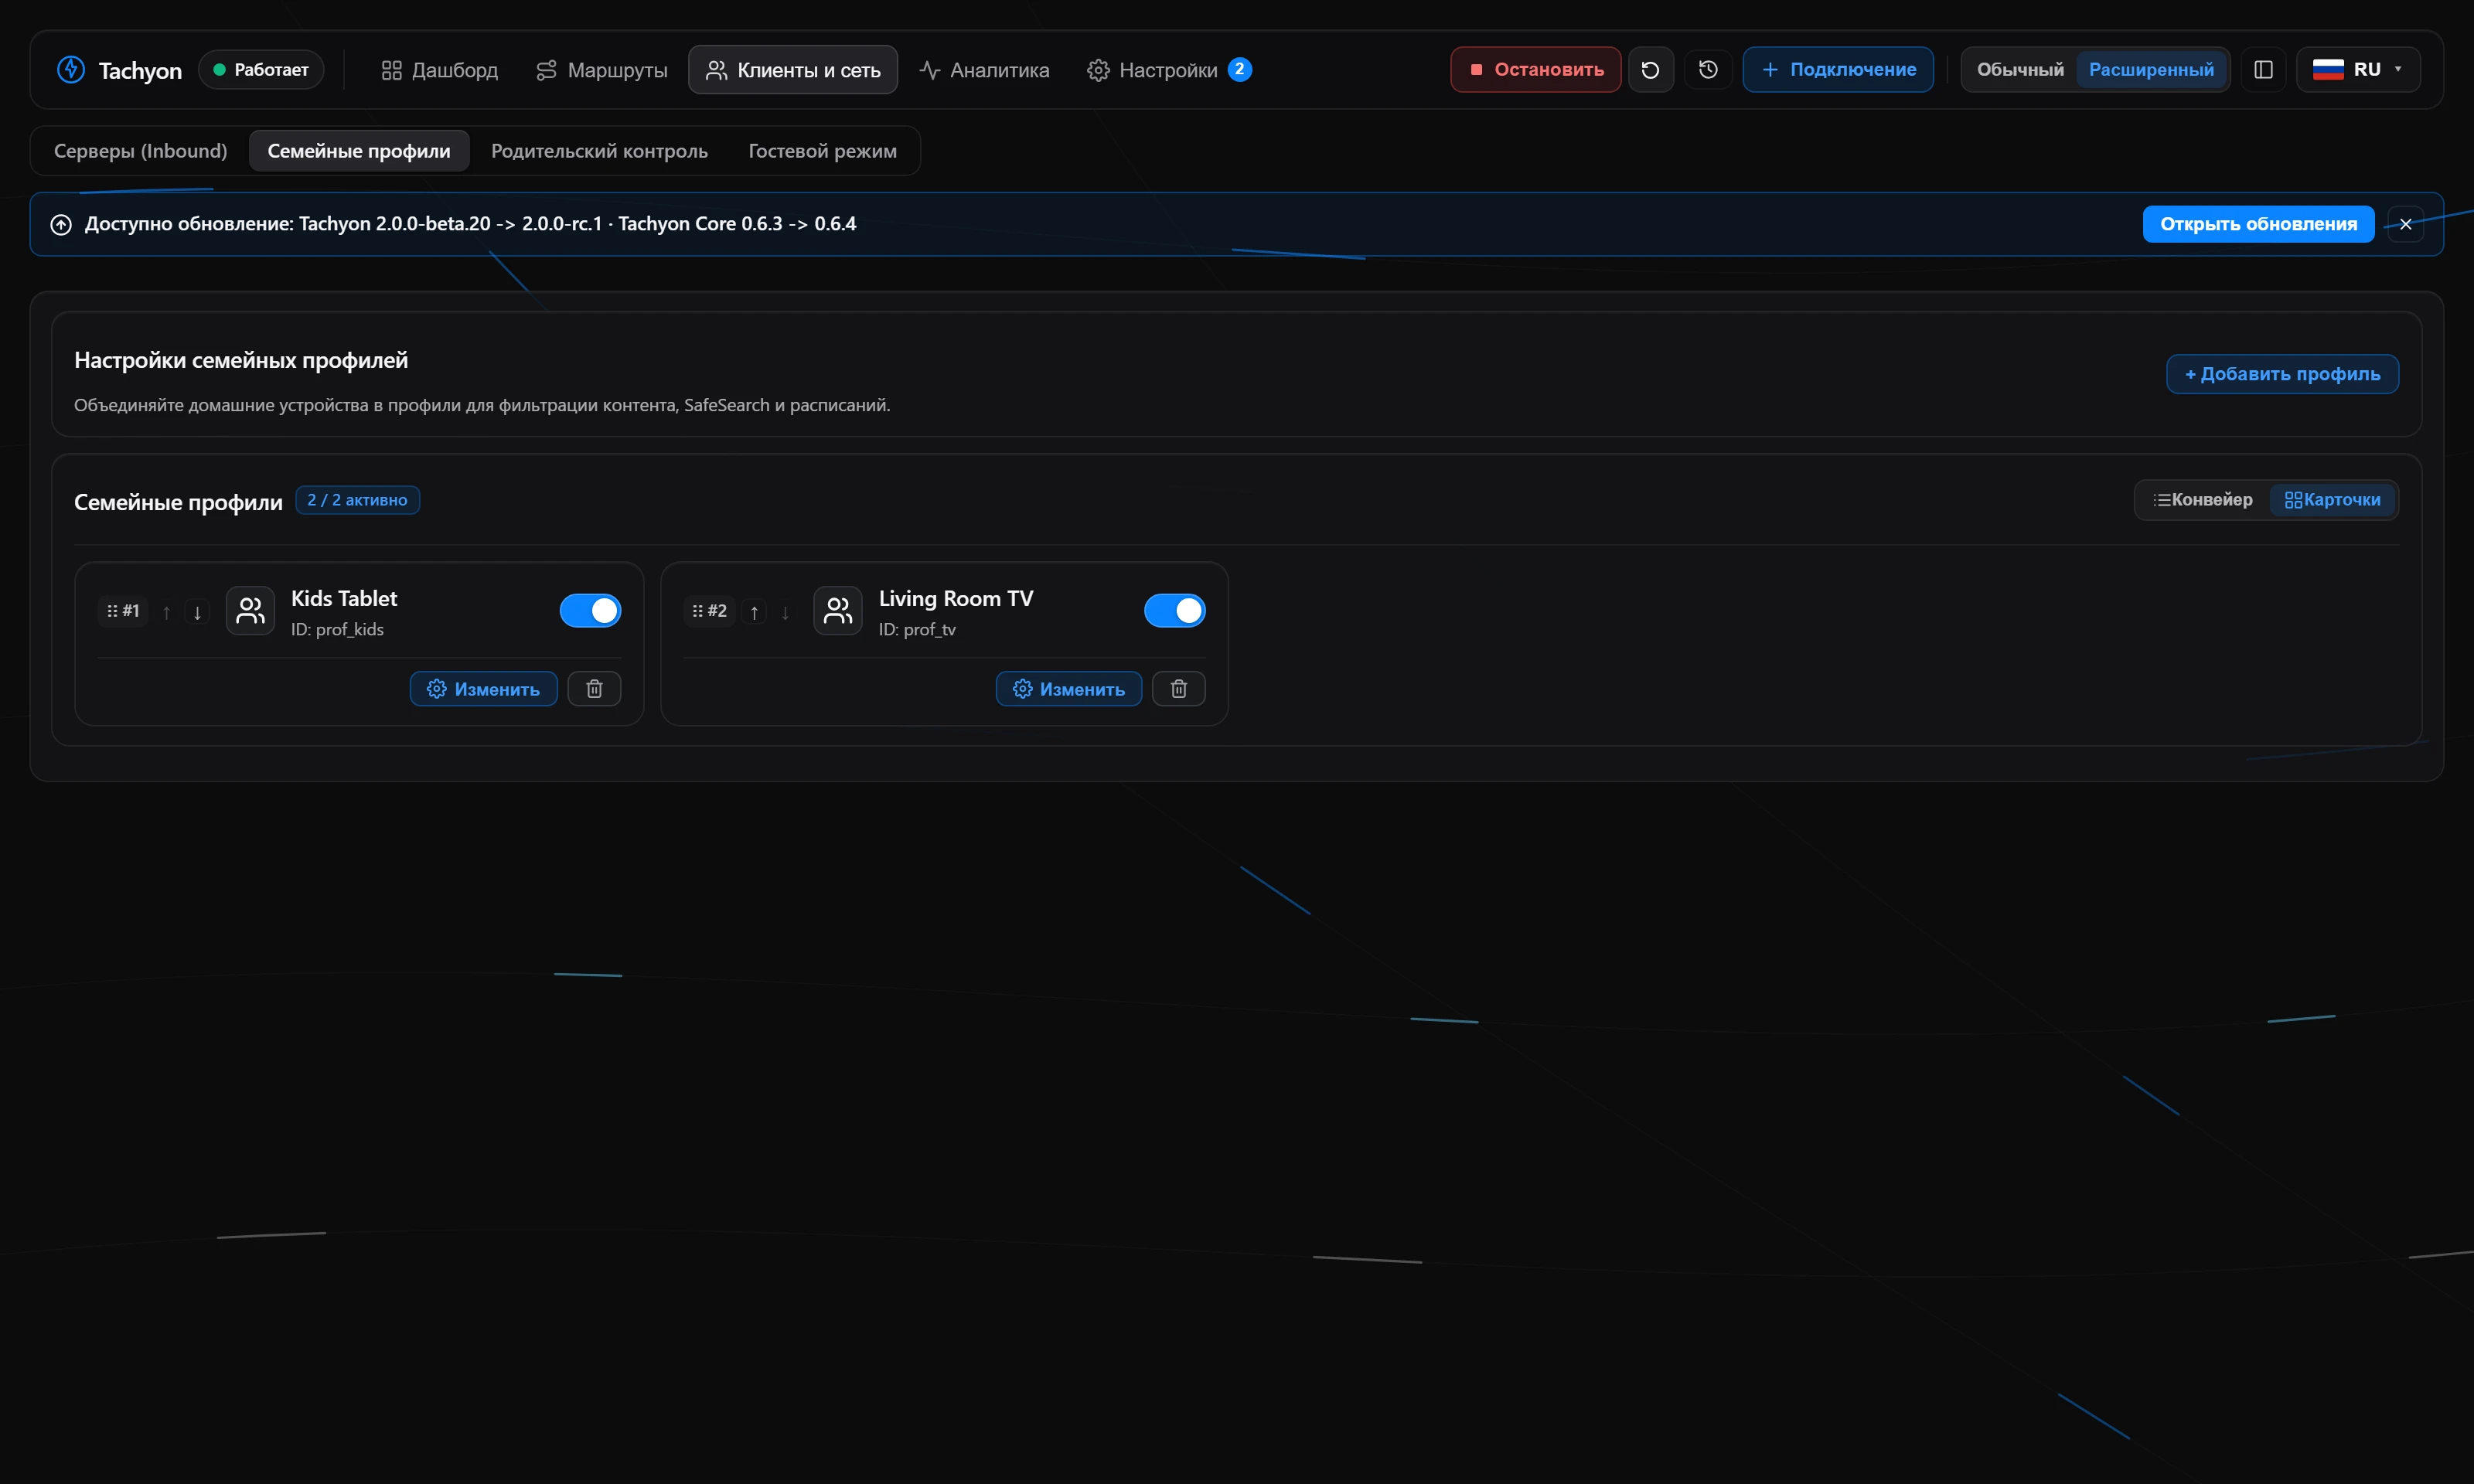 Tachyon
Работает
Дашборд
Маршруты
Клиенты и сеть
Аналитика
Настройки 2
Остановить
Подключение
Обычный
Расширенный
RU
Серверы (Inbound)
Семейные профили
Родительский контроль
Гостевой режим
Доступно обновление: Tachyon 2.0.0-beta.20 -> 2.0.0-rc.1 · Tachyon Core 0.6.3 -> 0.6.4
Открыть обновления
Настройки семейных профилей
Объединяйте домашние устройства в профили для фильтрации контента, SafeSearch и расписаний.
+ Добавить профиль
Семейные профили
2 / 2 активно
Конвейер
Карточки
#1 ↑ ↓
Kids Tablet
ID: prof_kids
Изменить
#2 ↑ ↓
Living Room TV
ID: prof_tv
Изменить